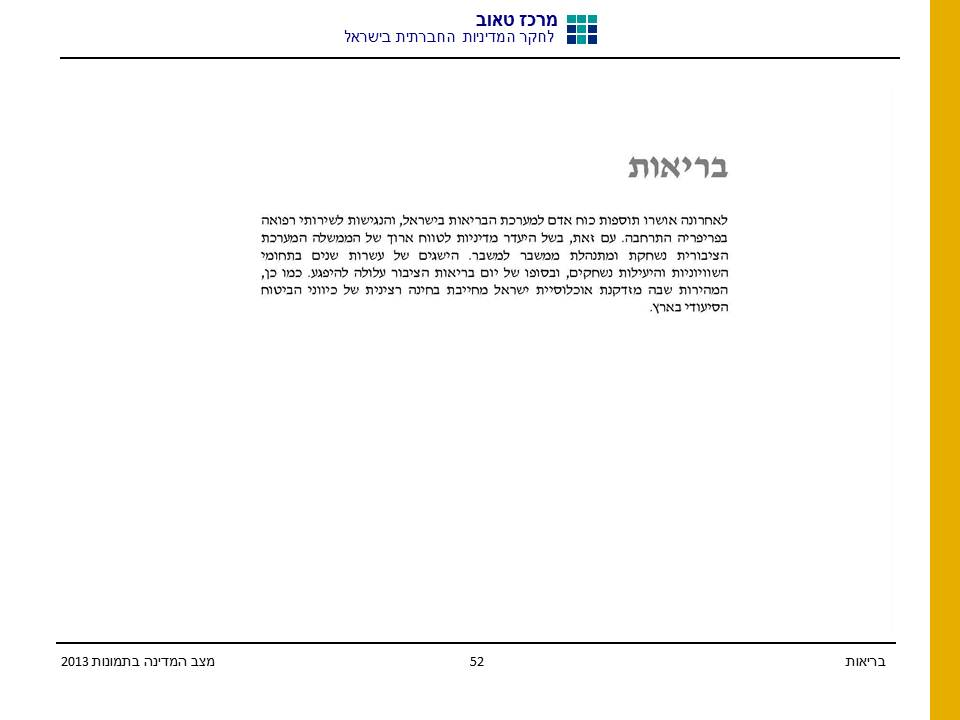 מרכז טאוב
לחקר המדיניות החברתית בישראל
בריאות
לאחרונה אושרו תוספות כוח אדם למערכת הבריאות בישראל, והנגישות לשירותי רפואה
בפריפריה התרחבה. עם זאת, בשל היעדר מדיניות לטווח ארוך של הממשלה המערכת
הציבורית נשחקת ומתנהלת ממשבר למשבר. הישגים של עשרות שנים בתחומי
השוויוניות והיעילות נשחקים, ובסופו של יום בריאות הציבור עלולה להיפגע. כמו כן,
המהירות שבה מזדקנת אוכלוסיית ישראל מחייבת בחינה רצינית של כיווני הביטוח
הסיעודי בארץ.
בריאות
52
מצב המדינה בתמונות 2013